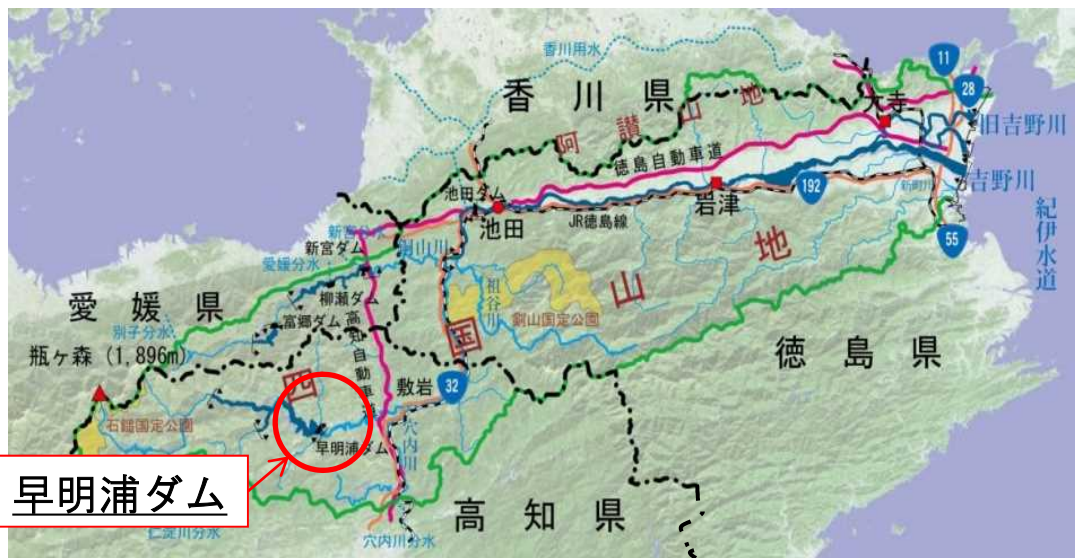 香川用水
11
28
香川県
大寺
旧吉野川
阿讃山地
徳島自動車道
吉野川
池田ダム
192
新町川
池田
岩津
紀伊水道
JR徳島線
新宮分水
銅山川
55
新宮ダム
愛媛分水
柳瀬ダム
祖谷川
愛媛県
富郷ダム
剣山国定公園
別子分水
高知自動車道
四国山地
徳島県
瓶ヶ森 (1,896m)
敷岩
32
石鎚国定公園
早明浦ダム
穴内川
早明浦ダム
高知県
仁淀川分水
穴内川分水